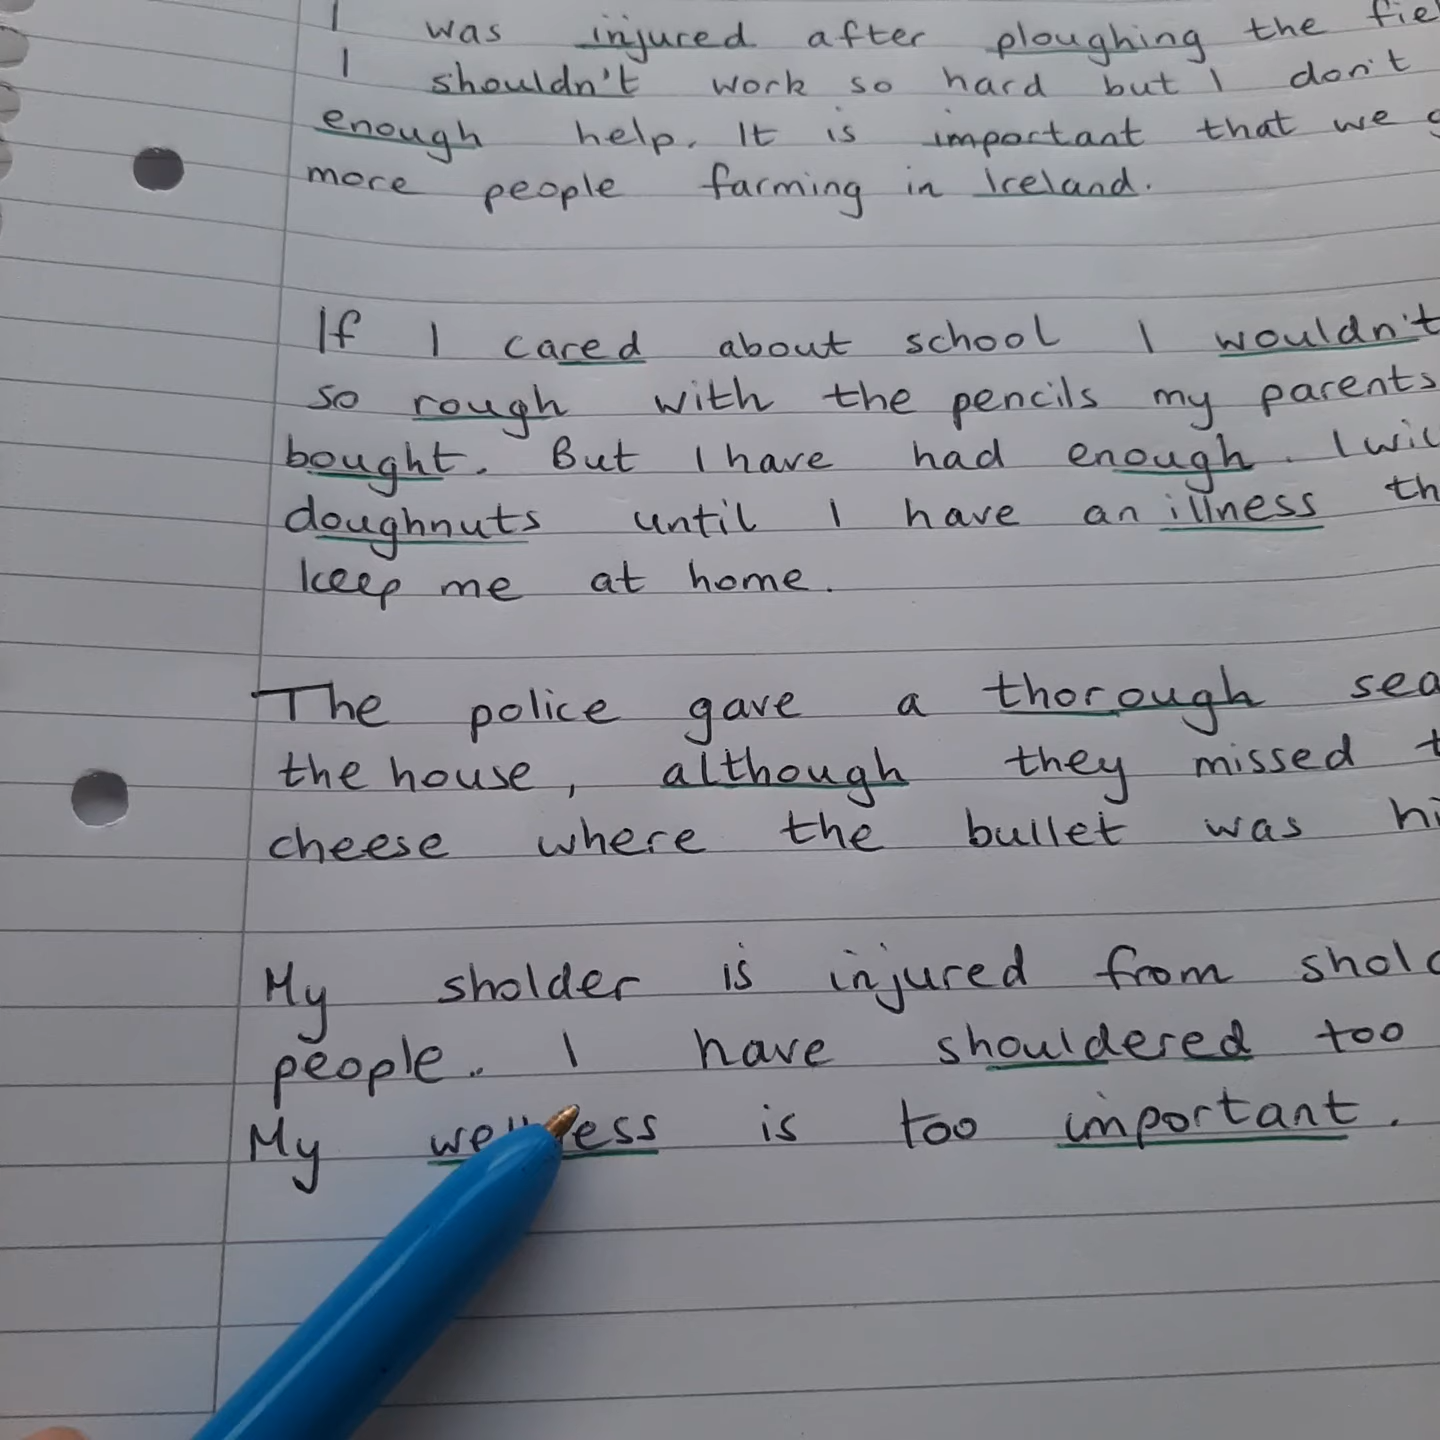 I was injured after ploughing the
I shouldn't work so hard but I don't
enough help. It is important that we
more people farming in Ireland.
If I cared about school I wouldn't
so rough with the pencils my parents
bought. But I have had enough. I
doughnuts until I have an illness
keep me at home.
The police gave a thorough
the house, although they missed
cheese where the bullet was
My sholder is injured from
people. I have shouldered too
My is too important.